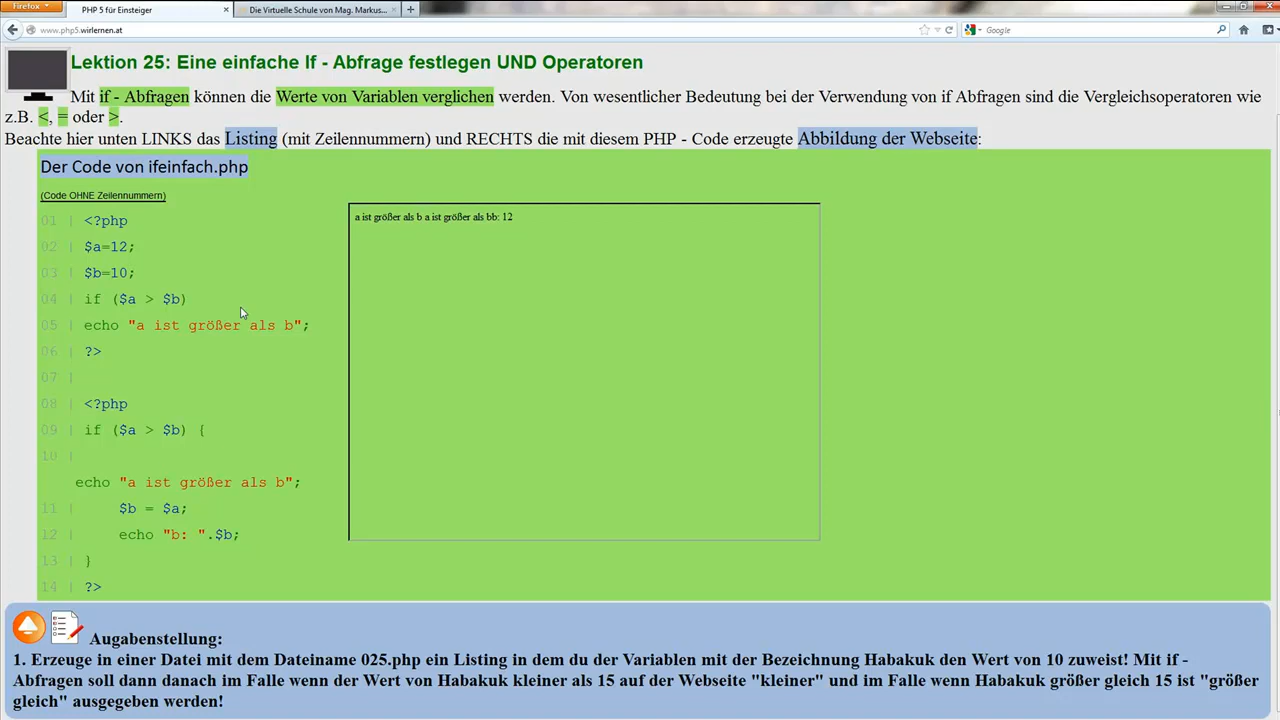 Firefox
PHP 5 für Einsteiger
Die Virtuelle Schule von Mag. Markus...
www.php5.wirlernen.at
Google
Lektion 25: Eine einfache If - Abfrage festlegen UND Operatoren
Mit if - Abfragen können die Werte von Variablen verglichen werden. Von wesentlicher Bedeutung bei der Verwendung von if Abfragen sind die Vergleichsoperatoren wie
z.B. <, = oder >.
Beachte hier unten LINKS das Listing (mit Zeilennummern) und RECHTS die mit diesem PHP - Code erzeugte Abbildung der Webseite:
Der Code von ifeinfach.php
(Code OHNE Zeilennummern)
01 | <?php
02 | $a=12;
03 | $b=10;
04 | if ($a > $b)
05 | echo "a ist größer als b";
06 | ?>
07 |
08 | <?php
09 | if ($a > $b) {
10 |
echo "a ist größer als b";
11 | $b = $a;
12 | echo "b: ".$b;
13 | }
14 | ?>
a ist größer als b a ist größer als bb: 12
Augabenstellung:
1. Erzeuge in einer Datei mit dem Dateiname 025.php ein Listing in dem du der Variablen mit der Bezeichnung Habakuk den Wert von 10 zuweist! Mit if -
Abfragen soll dann danach im Falle wenn der Wert von Habakuk kleiner als 15 auf der Webseite "kleiner" und im Falle wenn Habakuk größer gleich 15 ist "größer
gleich" ausgegeben werden!